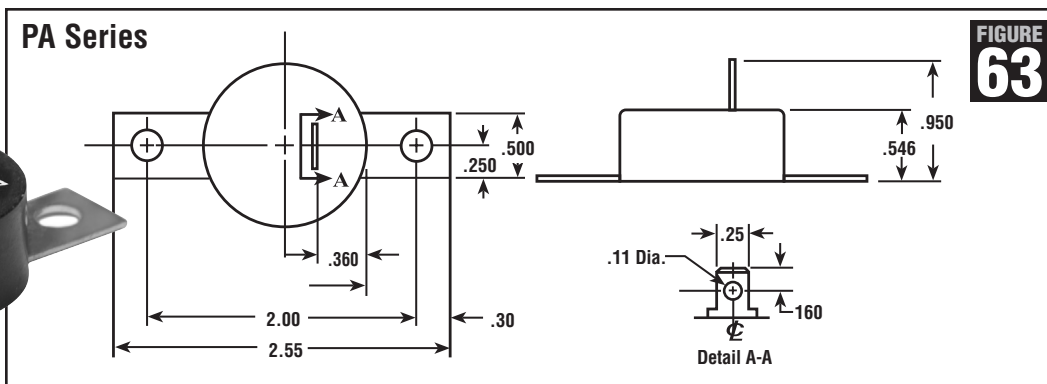 PA Series
FIGURE
63
A
A
.500
.250
.360
2.00
.30
2.55
.950
.546
.25
.11 Dia.
160
℄
Detail A-A